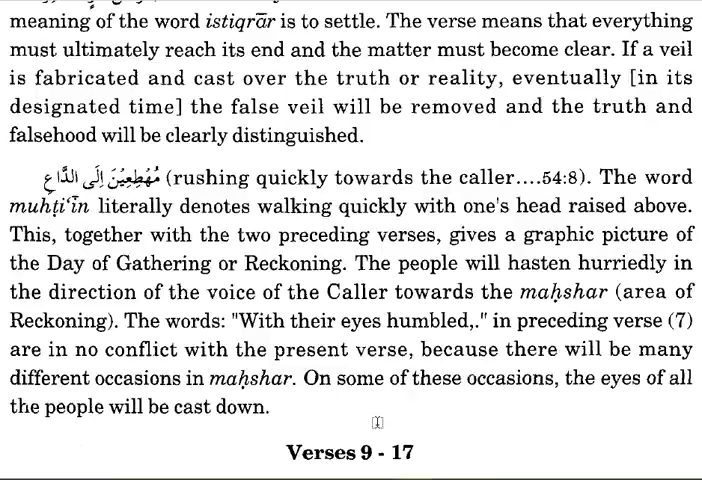 meaning of the word istiqrār is to settle. The verse means that everything
must ultimately reach its end and the matter must become clear. If a veil
is fabricated and cast over the truth or reality, eventually [in its
designated time] the false veil will be removed and the truth and
falsehood will be clearly distinguished.
مُّهْطِعِيْنَ اِلَى الدَّاعِ (rushing quickly towards the caller....54:8). The word
muhṭi‘īn literally denotes walking quickly with one's head raised above.
This, together with the two preceding verses, gives a graphic picture of
the Day of Gathering or Reckoning. The people will hasten hurriedly in
the direction of the voice of the Caller towards the maḥshar (area of
Reckoning). The words: "With their eyes humbled,." in preceding verse (7)
are in no conflict with the present verse, because there will be many
different occasions in maḥshar. On some of these occasions, the eyes of all
the people will be cast down.
Verses 9 - 17